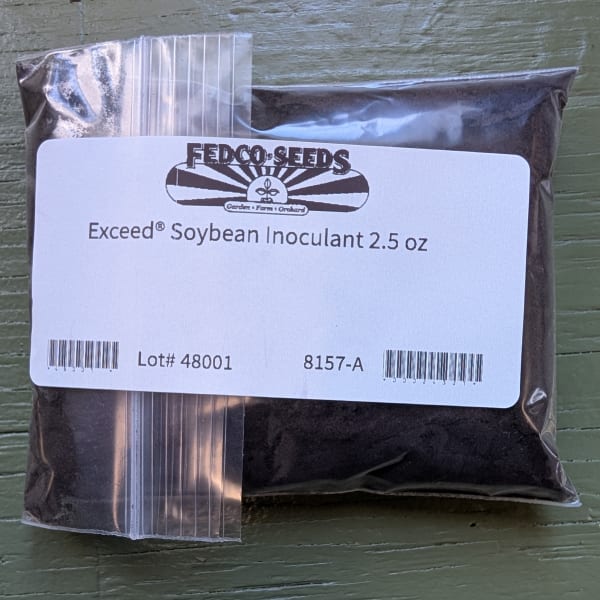 FEDCO SEEDS
Garden • Farm • Orchard
Exceed® Soybean Inoculant 2.5 oz
Lot# 48001
8157-A